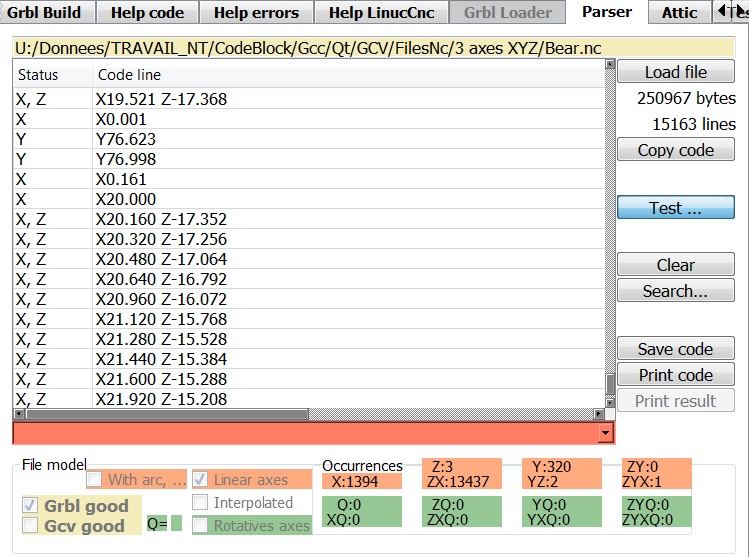 Grbl Build Help code Help errors Help LinucCnc Grbl Loader Parser Attic
U:/Donnees/TRAVAIL_NT/CodeBlock/Gcc/Qt/GCV/FilesNc/3 axes XYZ/Bear.nc
Status Code line Load file
X, Z X19.521 Z-17.368 250967 bytes
X X0.001 15163 lines
Y Y76.623 Copy code
Y Y76.998
X X0.161
X X20.000 Test ...
X, Z X20.160 Z-17.352
X, Z X20.320 Z-17.256
X, Z X20.480 Z-17.064 Clear
X, Z X20.640 Z-16.792 Search...
X, Z X20.960 Z-16.072
X, Z X21.120 Z-15.768
X, Z X21.280 Z-15.528 Save code
X, Z X21.440 Z-15.384 Print code
X, Z X21.600 Z-15.288 Print result
X, Z X21.920 Z-15.208
File model Occurrences Z:3 Y:320 ZY:0
With arc, ... Linear axes X:1394 ZX:13437 YZ:2 ZYX:1
Grbl good Interpolated Q:0 ZQ:0 YQ:0 ZYQ:0
Gcv good Q= Rotatives axes XQ:0 ZXQ:0 YXQ:0 ZYXQ:0